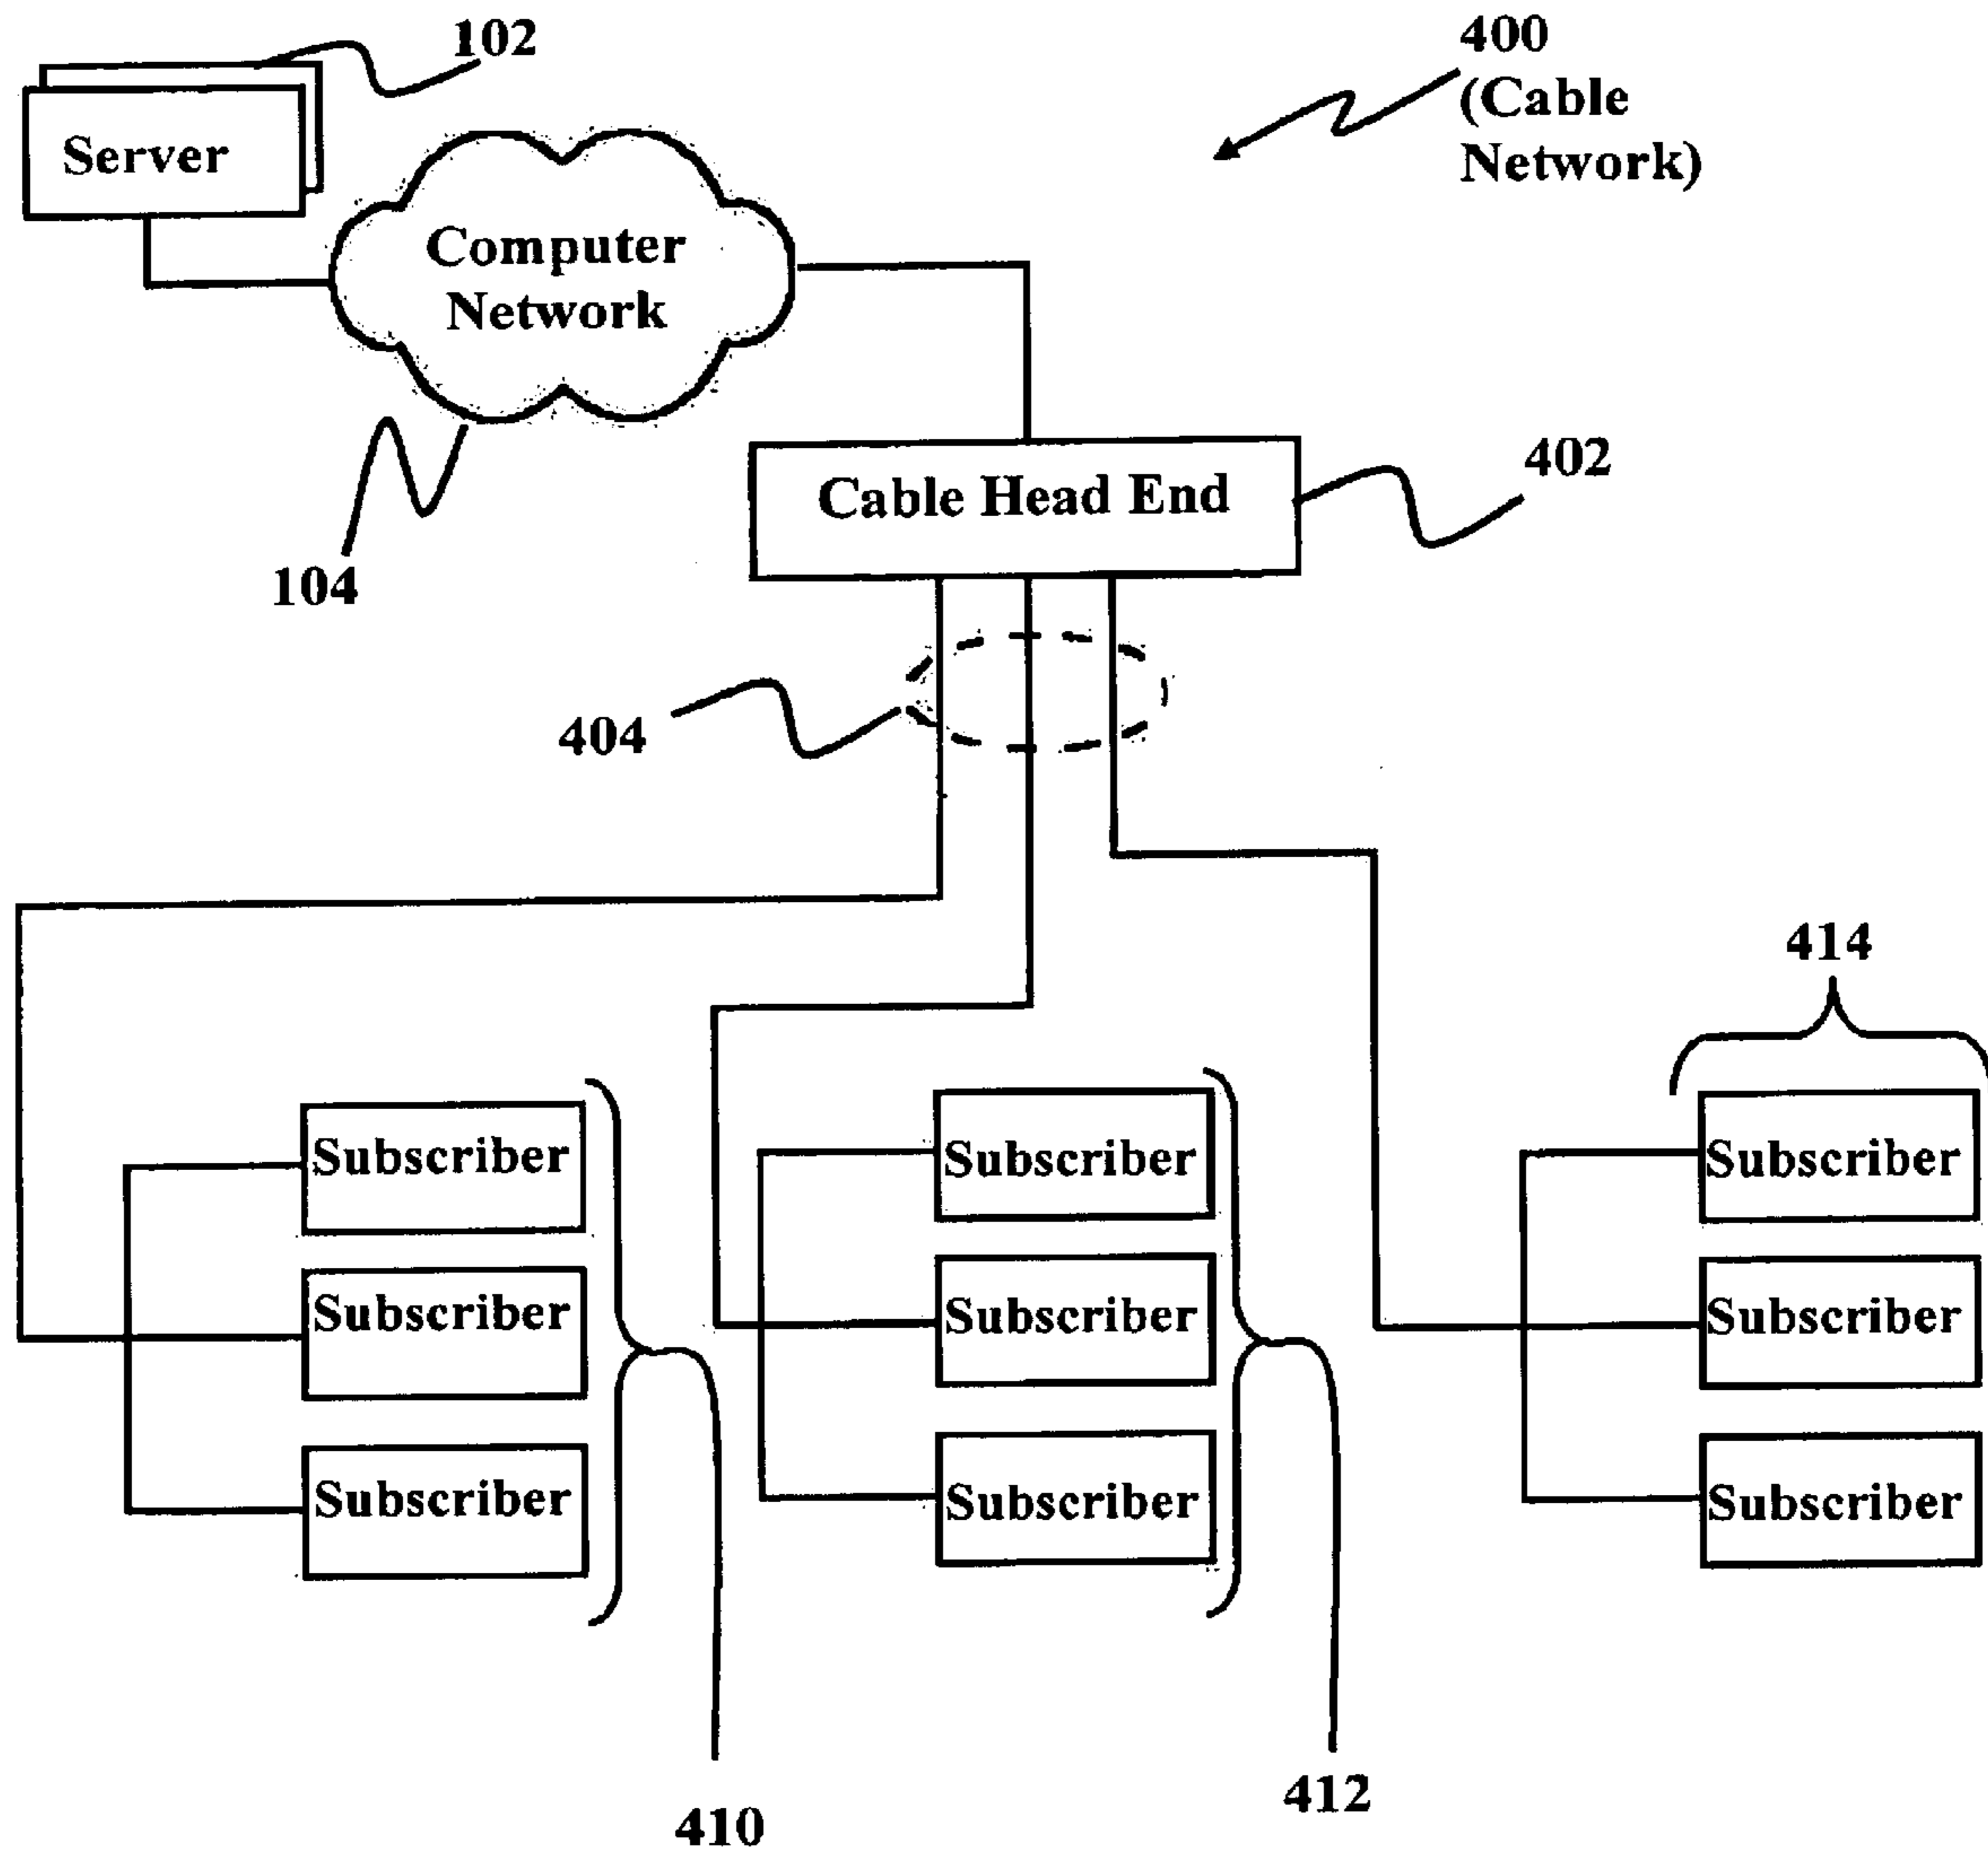 102
400
(Cable
Network)
Server
Computer
Network
402
Cable Head End
104
404
414
Subscriber
Subscriber
Subscriber
Subscriber
Subscriber
Subscriber
Subscriber
Subscriber
Subscriber
412
410